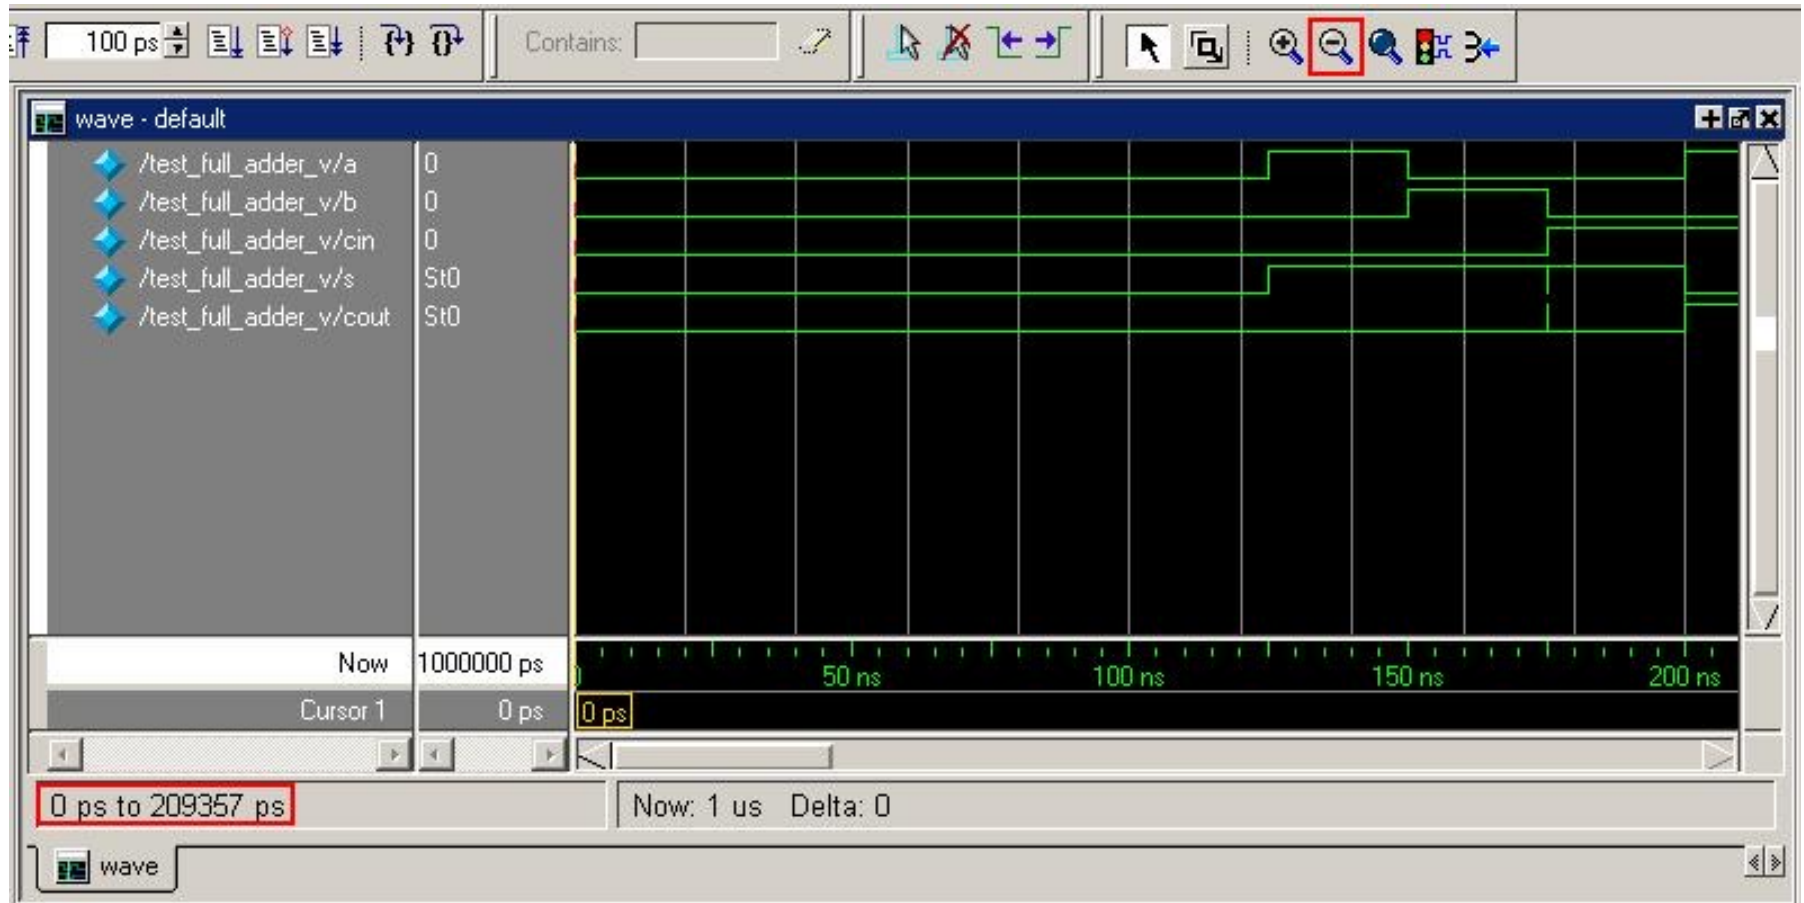 100 ps
Contains:
wave - default
/test_full_adder_v/a 0
/test_full_adder_v/b 0
/test_full_adder_v/cin 0
/test_full_adder_v/s St0
/test_full_adder_v/cout St0
Now 1000000 ps 50 ns 100 ns 150 ns 200 ns
Cursor 1 0 ps 0 ps
0 ps to 209357 ps Now: 1 us Delta: 0
wave